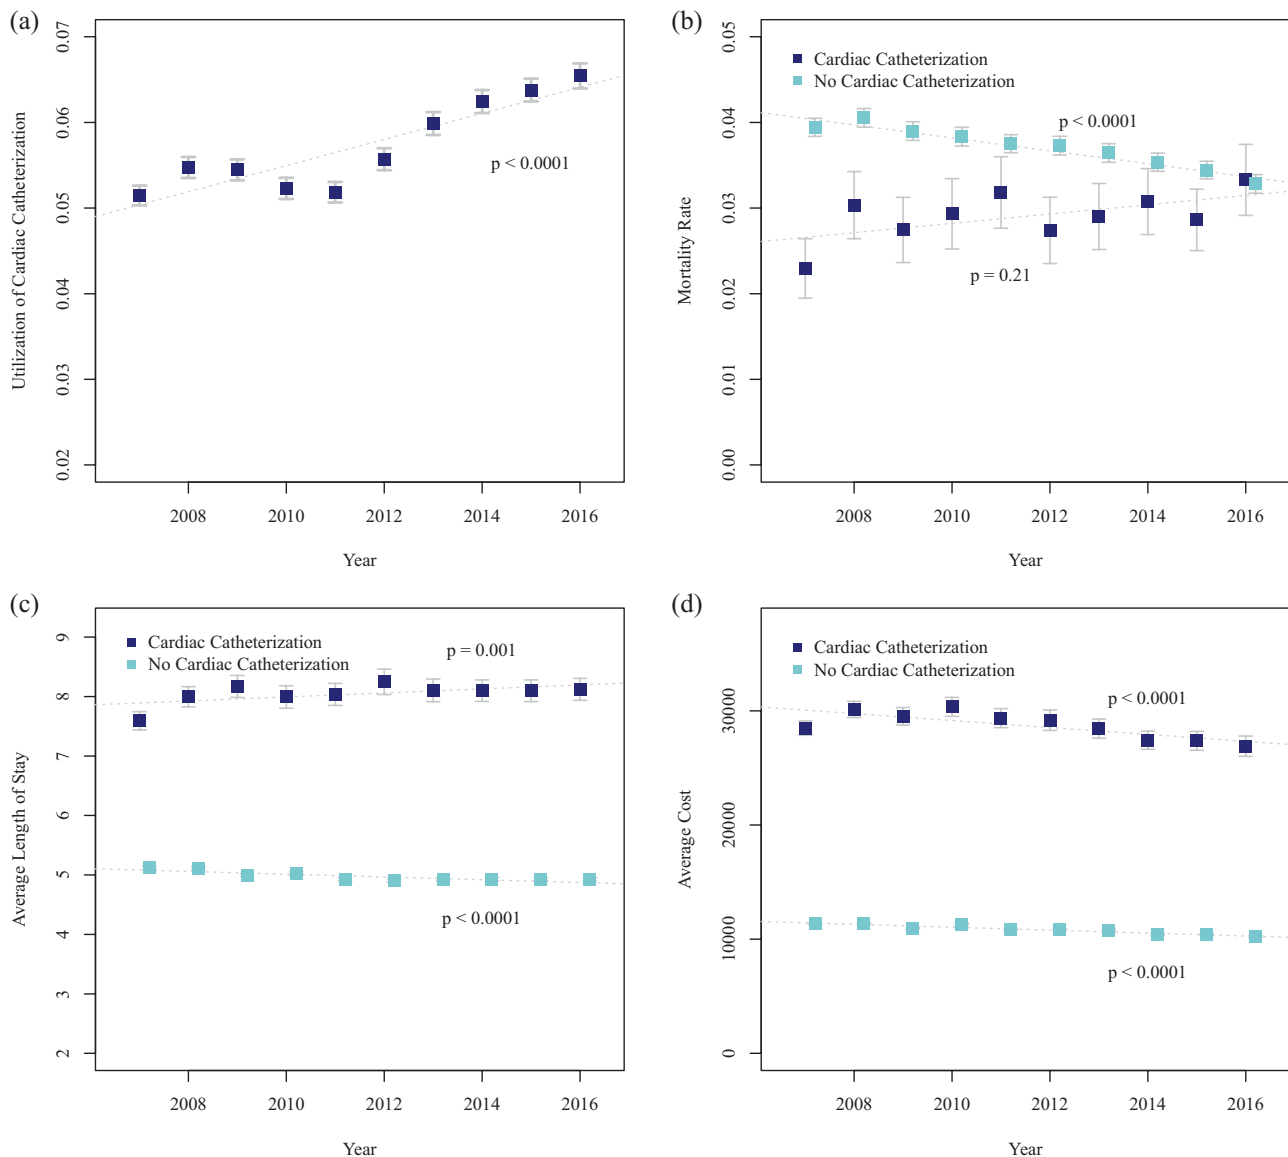 (a)
0.07
0.06
0.05
0.04
0.03
0.02
Utilization of Cardiac Catheterization
p < 0.0001
2008 2010 2012 2014 2016
Year
(b)
0.05
0.04
0.03
0.02
0.01
0.00
Mortality Rate
Cardiac Catheterization
No Cardiac Catheterization
p < 0.0001
p = 0.21
2008 2010 2012 2014 2016
Year
(c)
9
8
7
6
5
4
3
2
Average Length of Stay
Cardiac Catheterization
No Cardiac Catheterization
p = 0.001
p < 0.0001
2008 2010 2012 2014 2016
Year
(d)
30000
20000
10000
0
Average Cost
Cardiac Catheterization
No Cardiac Catheterization
p < 0.0001
p < 0.0001
2008 2010 2012 2014 2016
Year